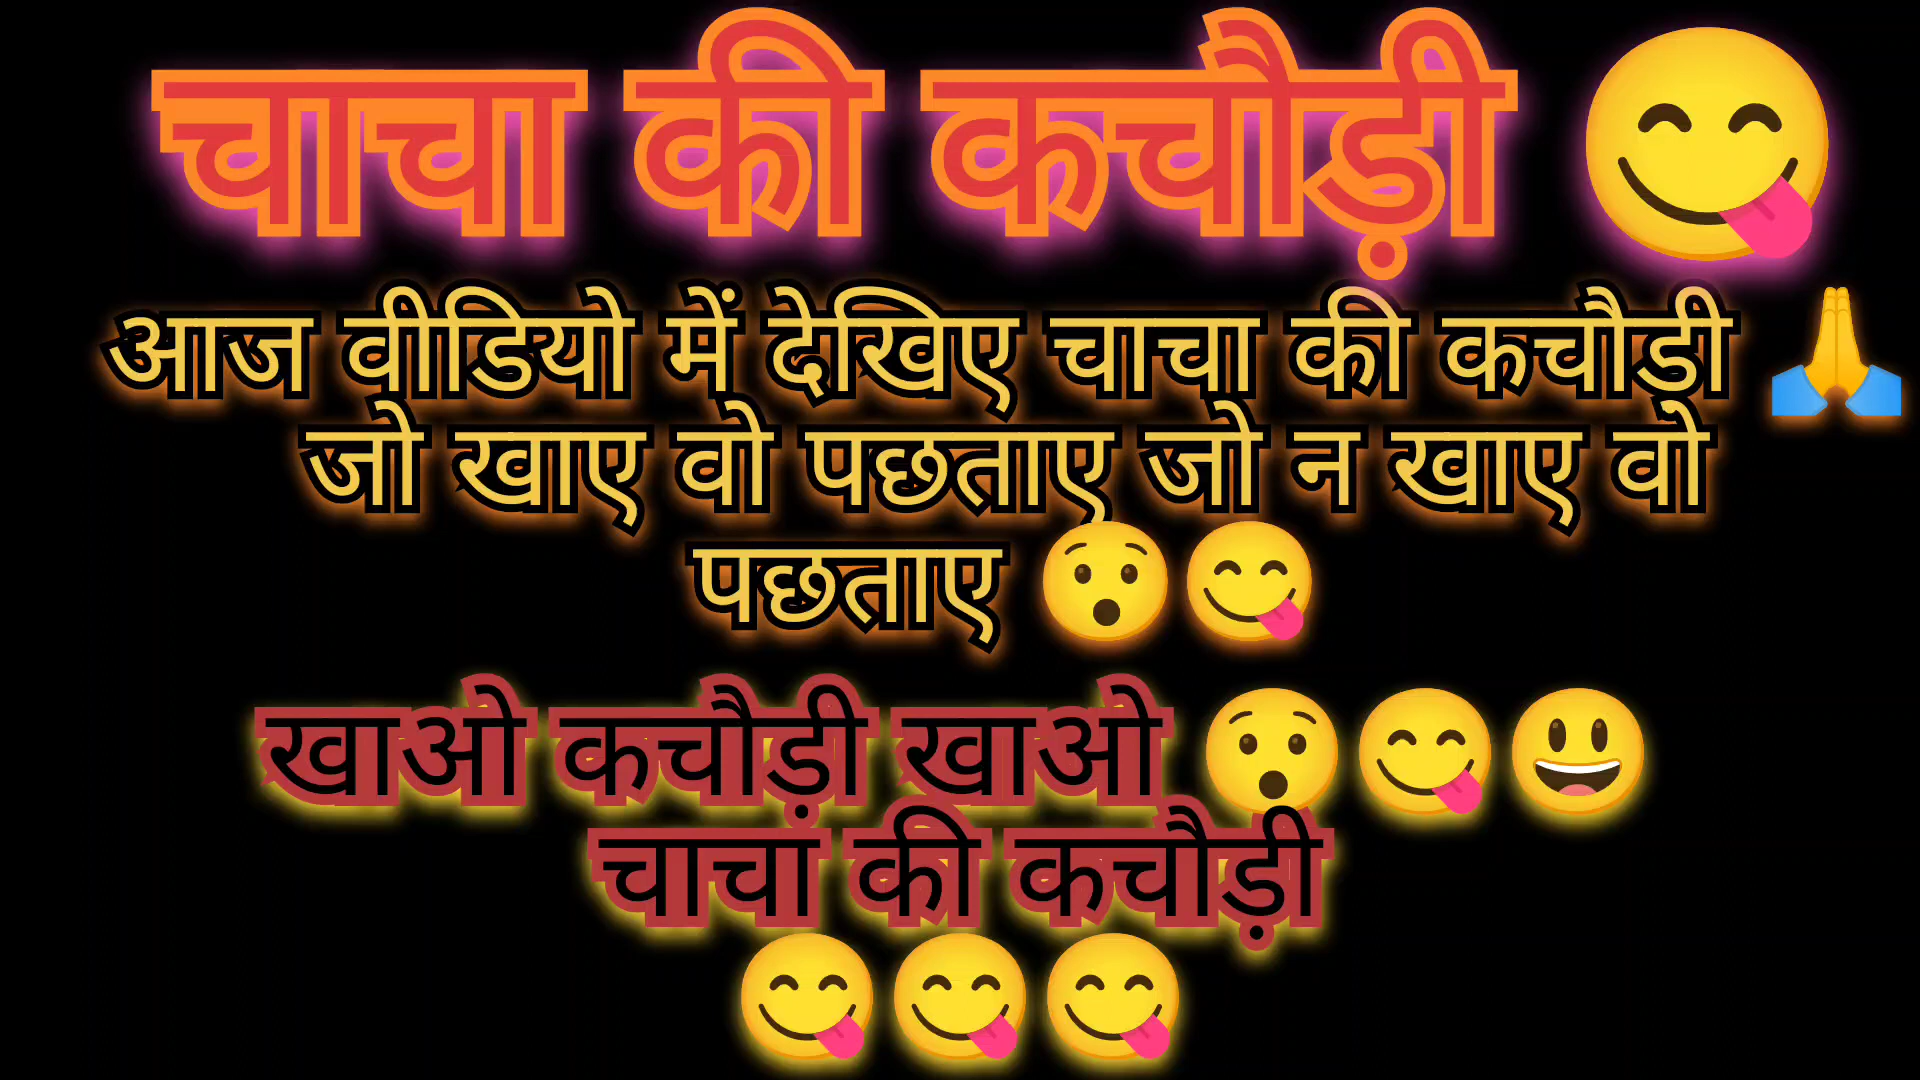 चाचा की कचौड़ी 😋
आज वीडियो में देखिए चाचा की कचौडी 🙏
जो खाए वो पछताए जो न खाए वो
पछताए 😯😋
खाओ कचौड़ी खाओ 😯😋😃
चाचा की कचौड़ी
😋😋😋